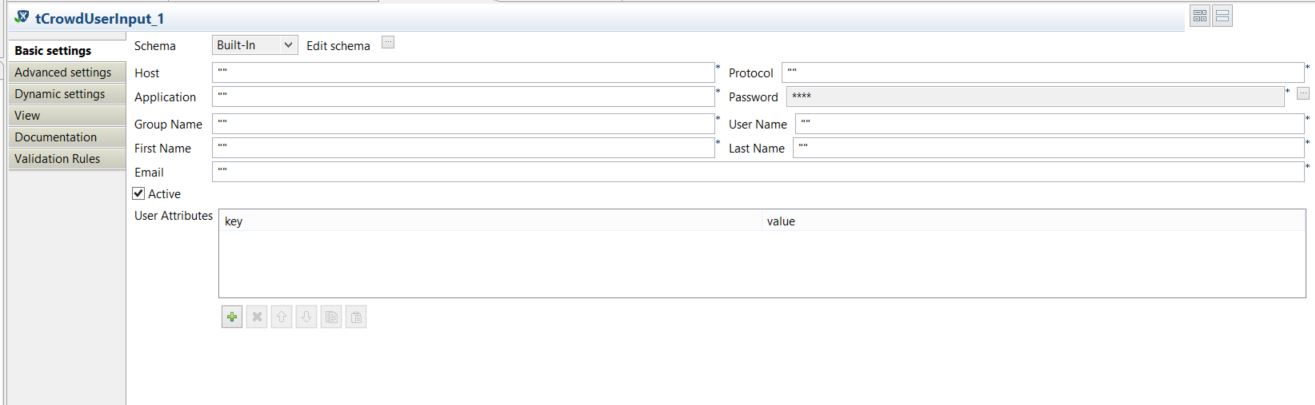 tCrowdUserInput_1
Basic settings
Advanced settings
Dynamic settings
View
Documentation
Validation Rules
Schema Built-In Edit schema ...
Host "" * Protocol "" *
Application "" * Password **** * ...
Group Name "" * User Name "" *
First Name "" * Last Name "" *
Email "" *
Active
User Attributes key value